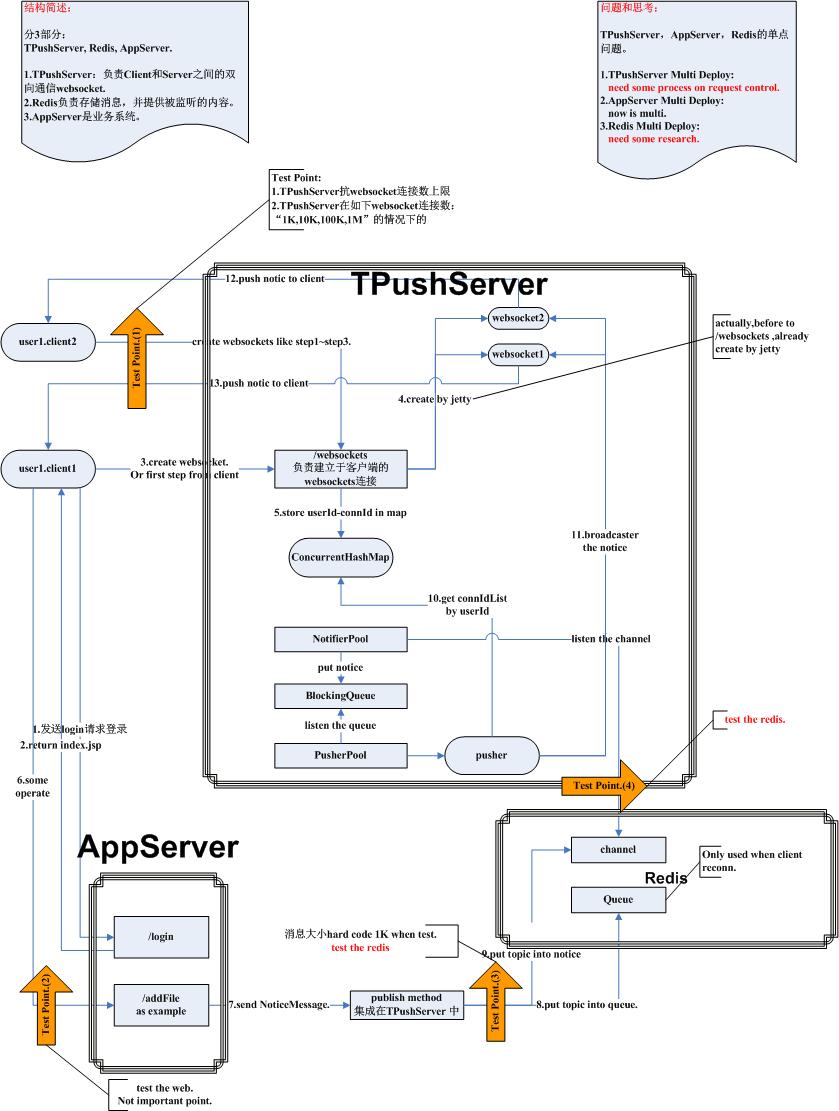 结构简述:
分3部分:
TPushServer, Redis, AppServer.
1.TPushServer：负责Client和Server之间的双
向通信websocket.
2.Redis负责存储消息，并提供被监听的内容。
3.AppServer是业务系统。
问题和思考:
TPushServer，AppServer，Redis的单点
问题。
1.TPushServer Multi Deploy:
need some process on request control.
2.AppServer Multi Deploy:
now is multi.
3.Redis Multi Deploy:
need some research.
Test Point:
1.TPushServer抗websocket连接数上限
2.TPushServer在如下websocket连接数:
“1K,10K,100K,1M”的情况下的
12.push notic to client
TPushServer
websocket2
user1.client2
Test Point.(1)
create websockets like step1~step3.
websocket1
actually,before to
/websockets ,already
create by jetty
13.push notic to client
4.create by jetty
user1.client1
3.create websocket.
Or first step from client
/websockets
负责建立于客户端的
websockets连接
5.store userId-connId in map
ConcurrentHashMap
11.broadcaster
the notice
10.get connIdList
by userId
NotifierPool
listen the channel
put notice
BlockingQueue
listen the queue
PusherPool
pusher
1.发送login请求登录
2.return index.jsp
6.some
operate
test the redis.
Test Point.(4)
AppServer
channel
Redis
Only used when client
reconn.
Queue
/login
消息大小hard code 1K when test.
test the redis
9.put topic into notice
Test Point.(2)
/addFile
as example
7.send NoticeMessage.
publish method
集成在TPushServer 中
Test Point.(3)
8.put topic into queue.
test the web.
Not important point.